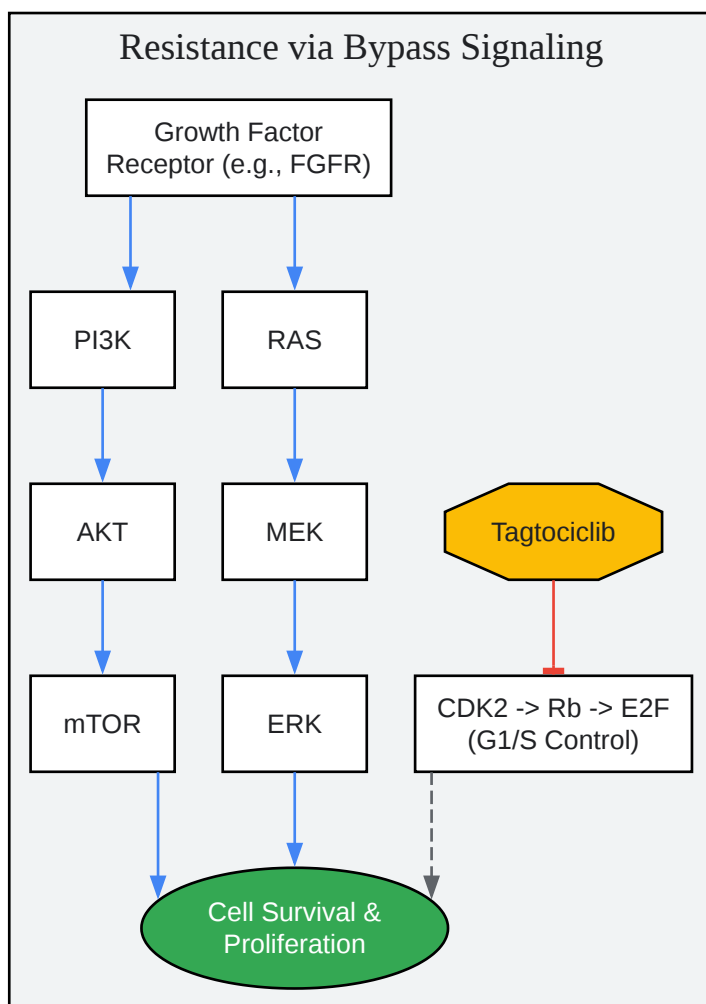 Resistance via Bypass Signaling
Growth Factor
Receptor (e.g., FGFR)
PI3K
RAS
AKT
MEK
Tagtociclib
mTOR
ERK
CDK2 -> Rb -> E2F
(G1/S Control)
Cell Survival &
Proliferation